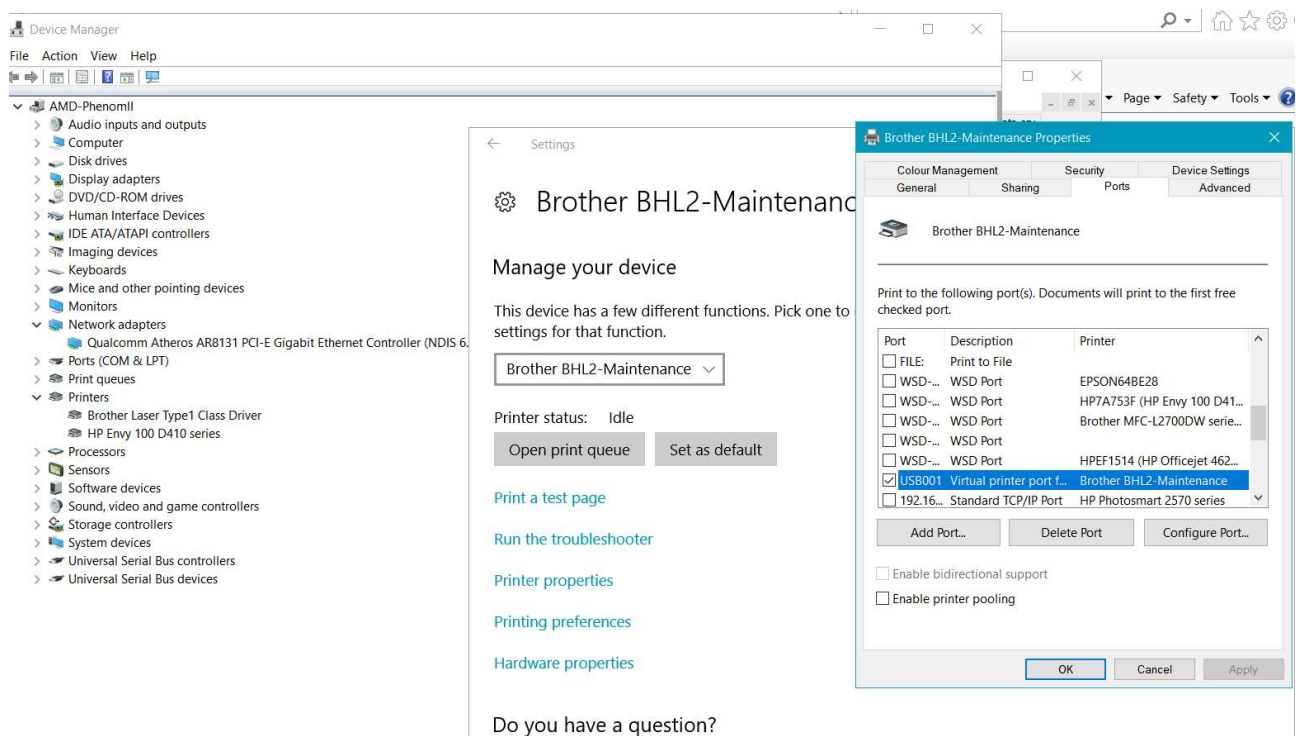 Device Manager
File Action View Help
AMD-PhenomII
Audio inputs and outputs
Computer
Disk drives
Display adapters
DVD/CD-ROM drives
Human Interface Devices
IDE ATA/ATAPI controllers
Imaging devices
Keyboards
Mice and other pointing devices
Monitors
Network adapters
Qualcomm Atheros AR8131 PCI-E Gigabit Ethernet Controller (NDIS 6.
Ports (COM & LPT)
Print queues
Printers
Brother Laser Type1 Class Driver
HP Envy 100 D410 series
Processors
Sensors
Software devices
Sound, video and game controllers
Storage controllers
System devices
Universal Serial Bus controllers
Universal Serial Bus devices
Page Safety Tools
Settings
Brother BHL2-Maintenanc
Manage your device
This device has a few different functions. Pick one to
settings for that function.
Brother BHL2-Maintenance
Printer status: Idle
Open print queue Set as default
Print a test page
Run the troubleshooter
Printer properties
Printing preferences
Hardware properties
Do you have a question?
Brother BHL2-Maintenance Properties
Colour Management Security Device Settings
General Sharing Ports Advanced
Brother BHL2-Maintenance
Print to the following port(s). Documents will print to the first free
checked port.
Port Description Printer
FILE: Print to File
WSD-... WSD Port EPSON64BE28
WSD-... WSD Port HP7A753F (HP Envy 100 D41...
WSD-... WSD Port Brother MFC-L2700DW serie...
WSD-... WSD Port
WSD-... WSD Port HPEF1514 (HP Officejet 462...
USB001 Virtual printer port f... Brother BHL2-Maintenance
192.16... Standard TCP/IP Port HP Photosmart 2570 series
Add Port... Delete Port Configure Port...
Enable bidirectional support
Enable printer pooling
OK Cancel Apply